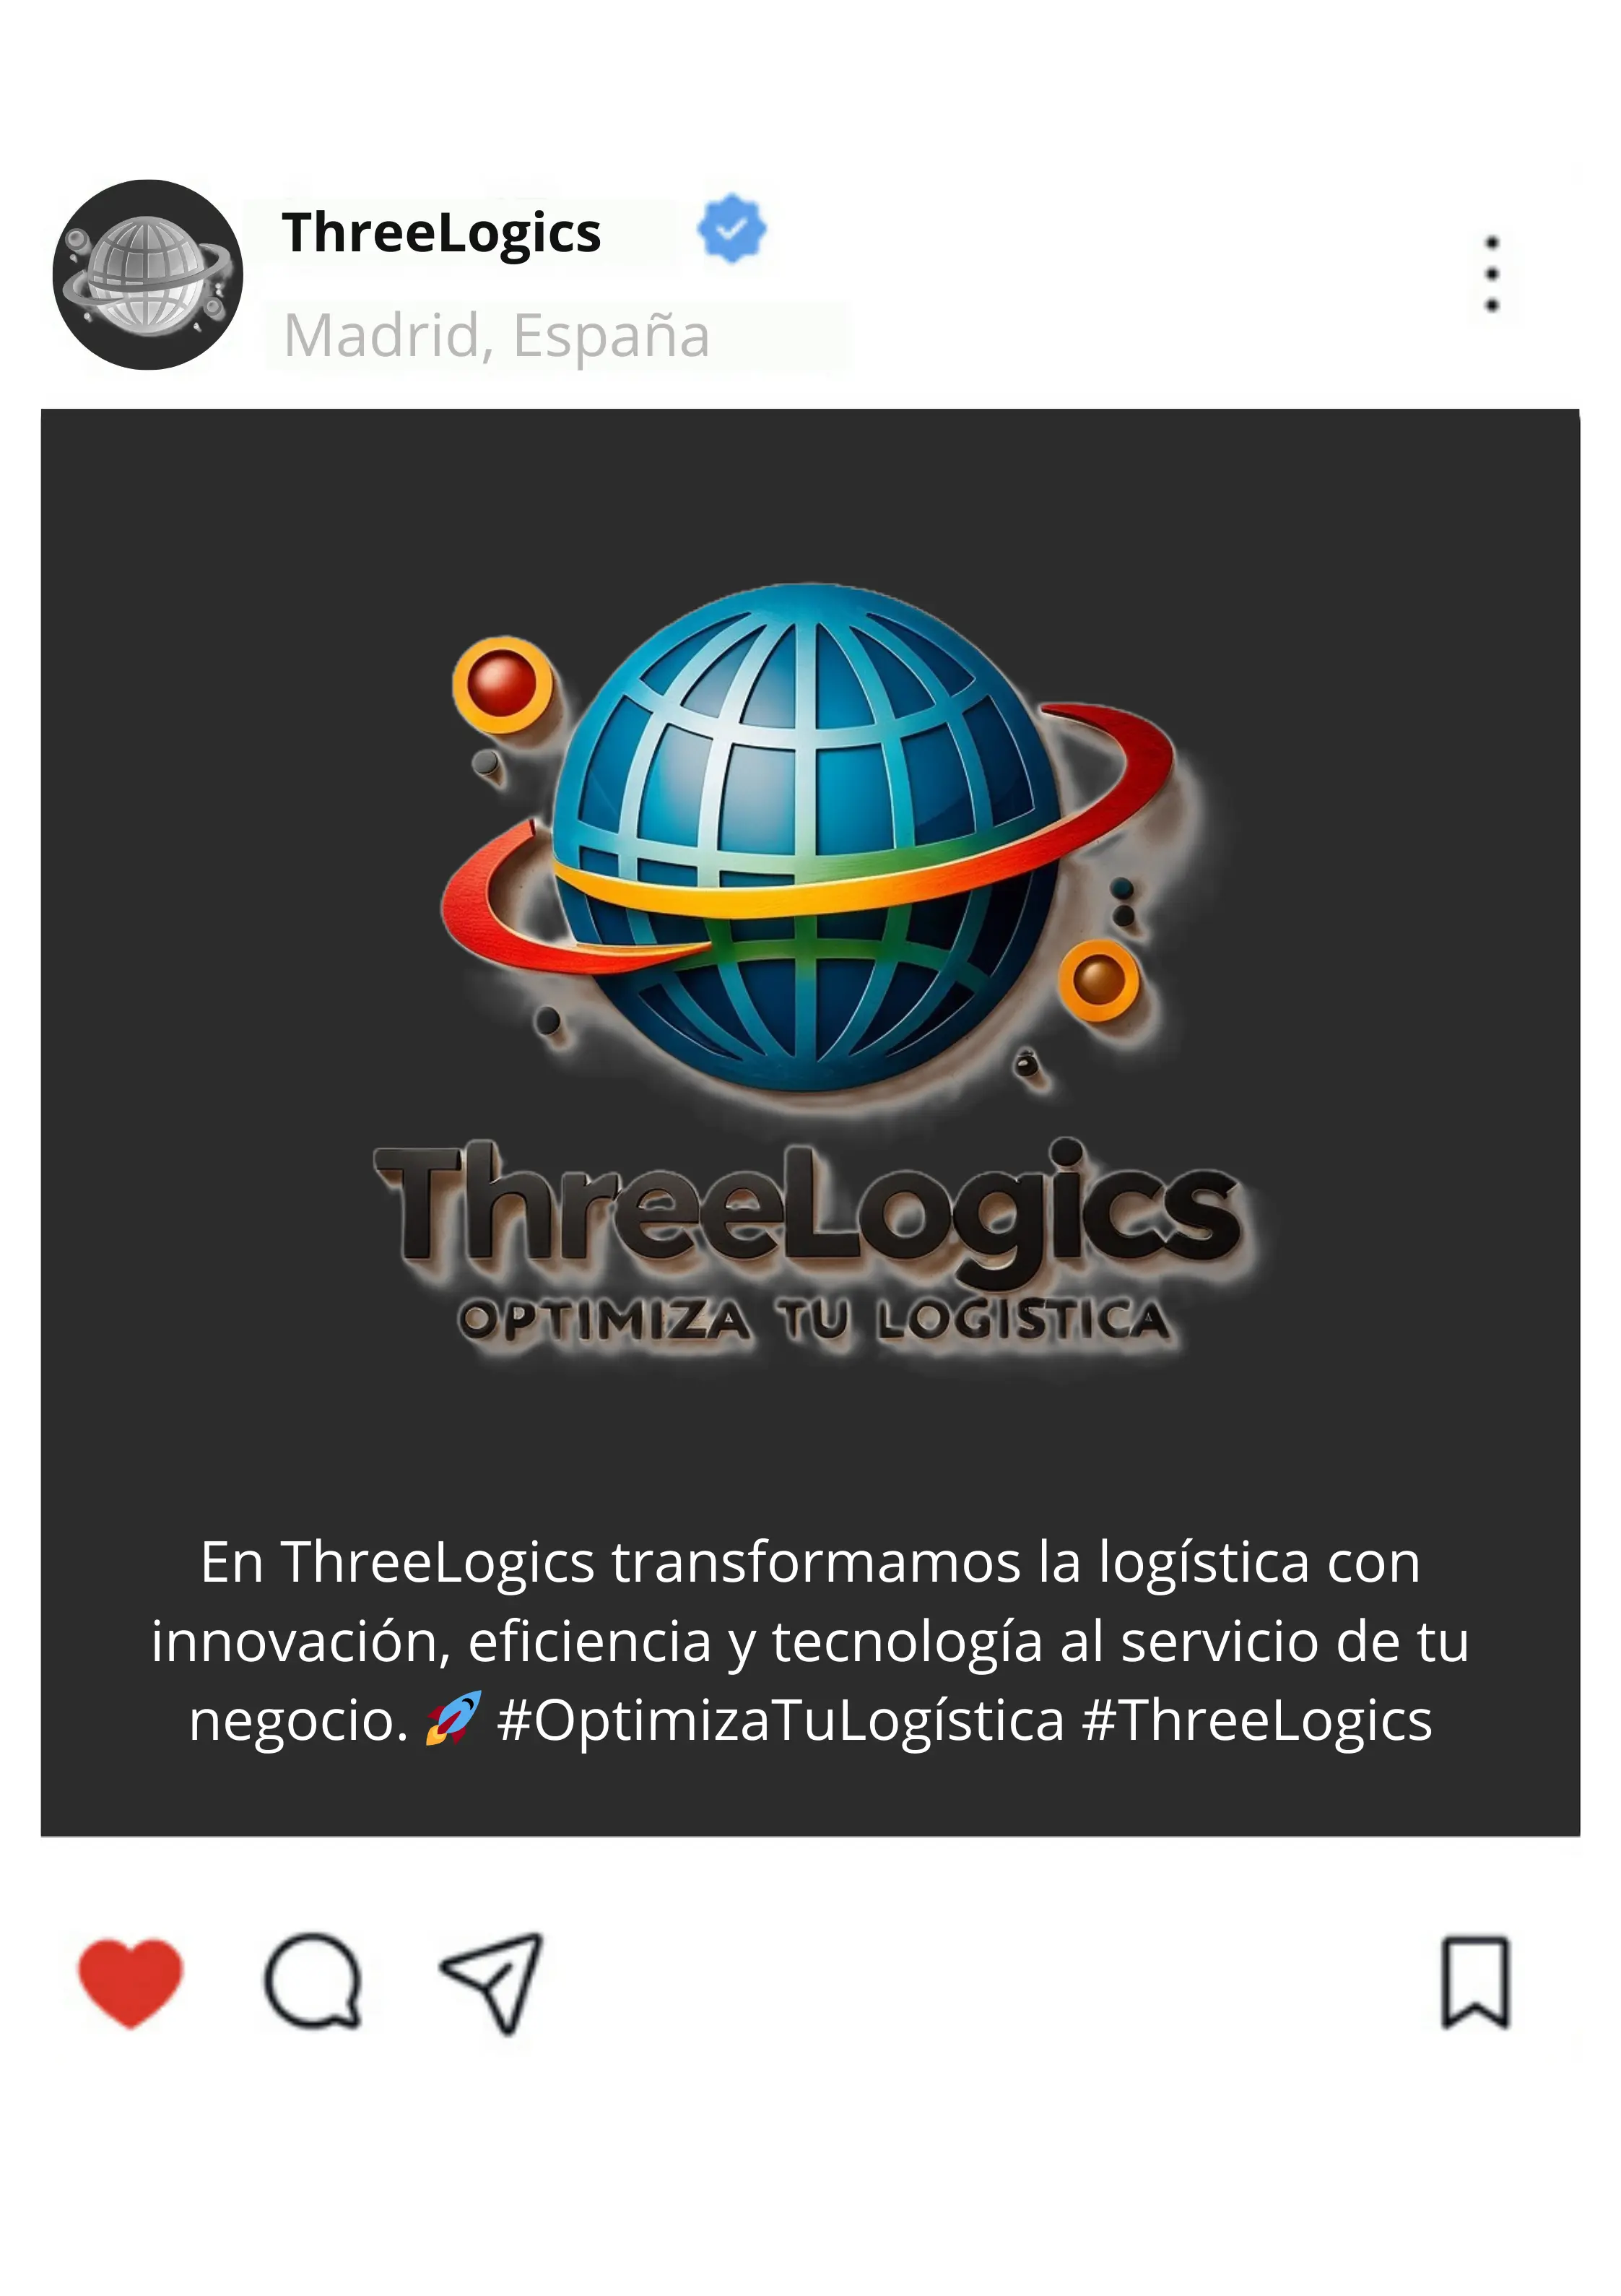 ThreeLogics
Madrid, España
ThreeLogics
OPTIMIZA TU LOGISTICA
En ThreeLogics transformamos la logística con
innovación, eficiencia y tecnología al servicio de tu
negocio. 🚀 #OptimizaTuLogística #ThreeLogics